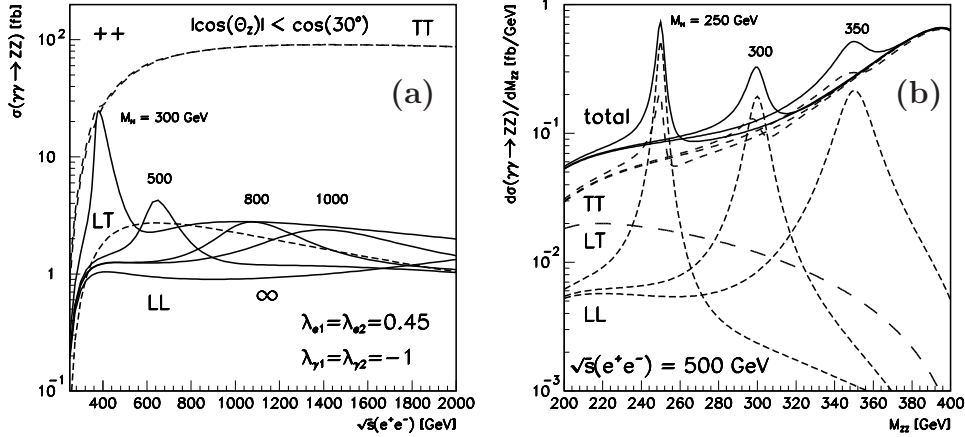 σ(γγ → ZZ) [fb]
++
|cos(Θ_Z)| < cos(30°)
TT
(a)
M_H = 300 GeV
500
800
1000
LT
LL
∞
λ_e1=λ_e2=0.45
λ_γ1=λ_γ2=−1
10²
10
1
10⁻¹
400 600 800 1000 1200 1400 1600 1800 2000
√s(e⁺e⁻) [GeV]
dσ(γγ → ZZ)/dM_ZZ [fb/GeV]
M_H = 250 GeV
300
350
(b)
total
TT
LT
LL
√s(e⁺e⁻) = 500 GeV
1
10⁻¹
10⁻²
10⁻³
200 220 240 260 280 300 320 340 360 380 400
M_ZZ [GeV]